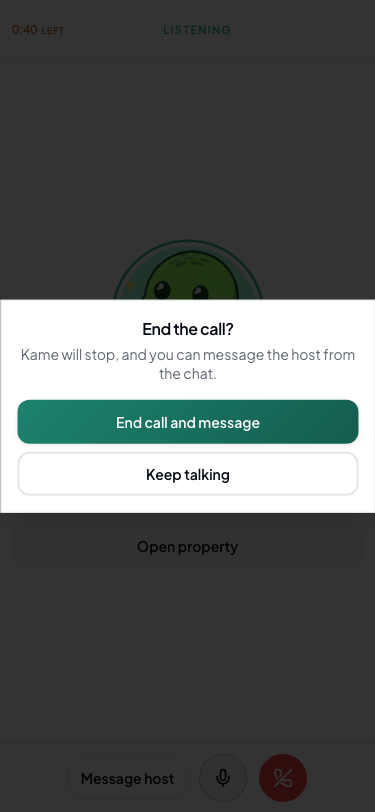 0:40 LEFT
LISTENING
End the call?
Kame will stop, and you can message the host from
the chat.
End call and message
Keep talking
Open property
Message host